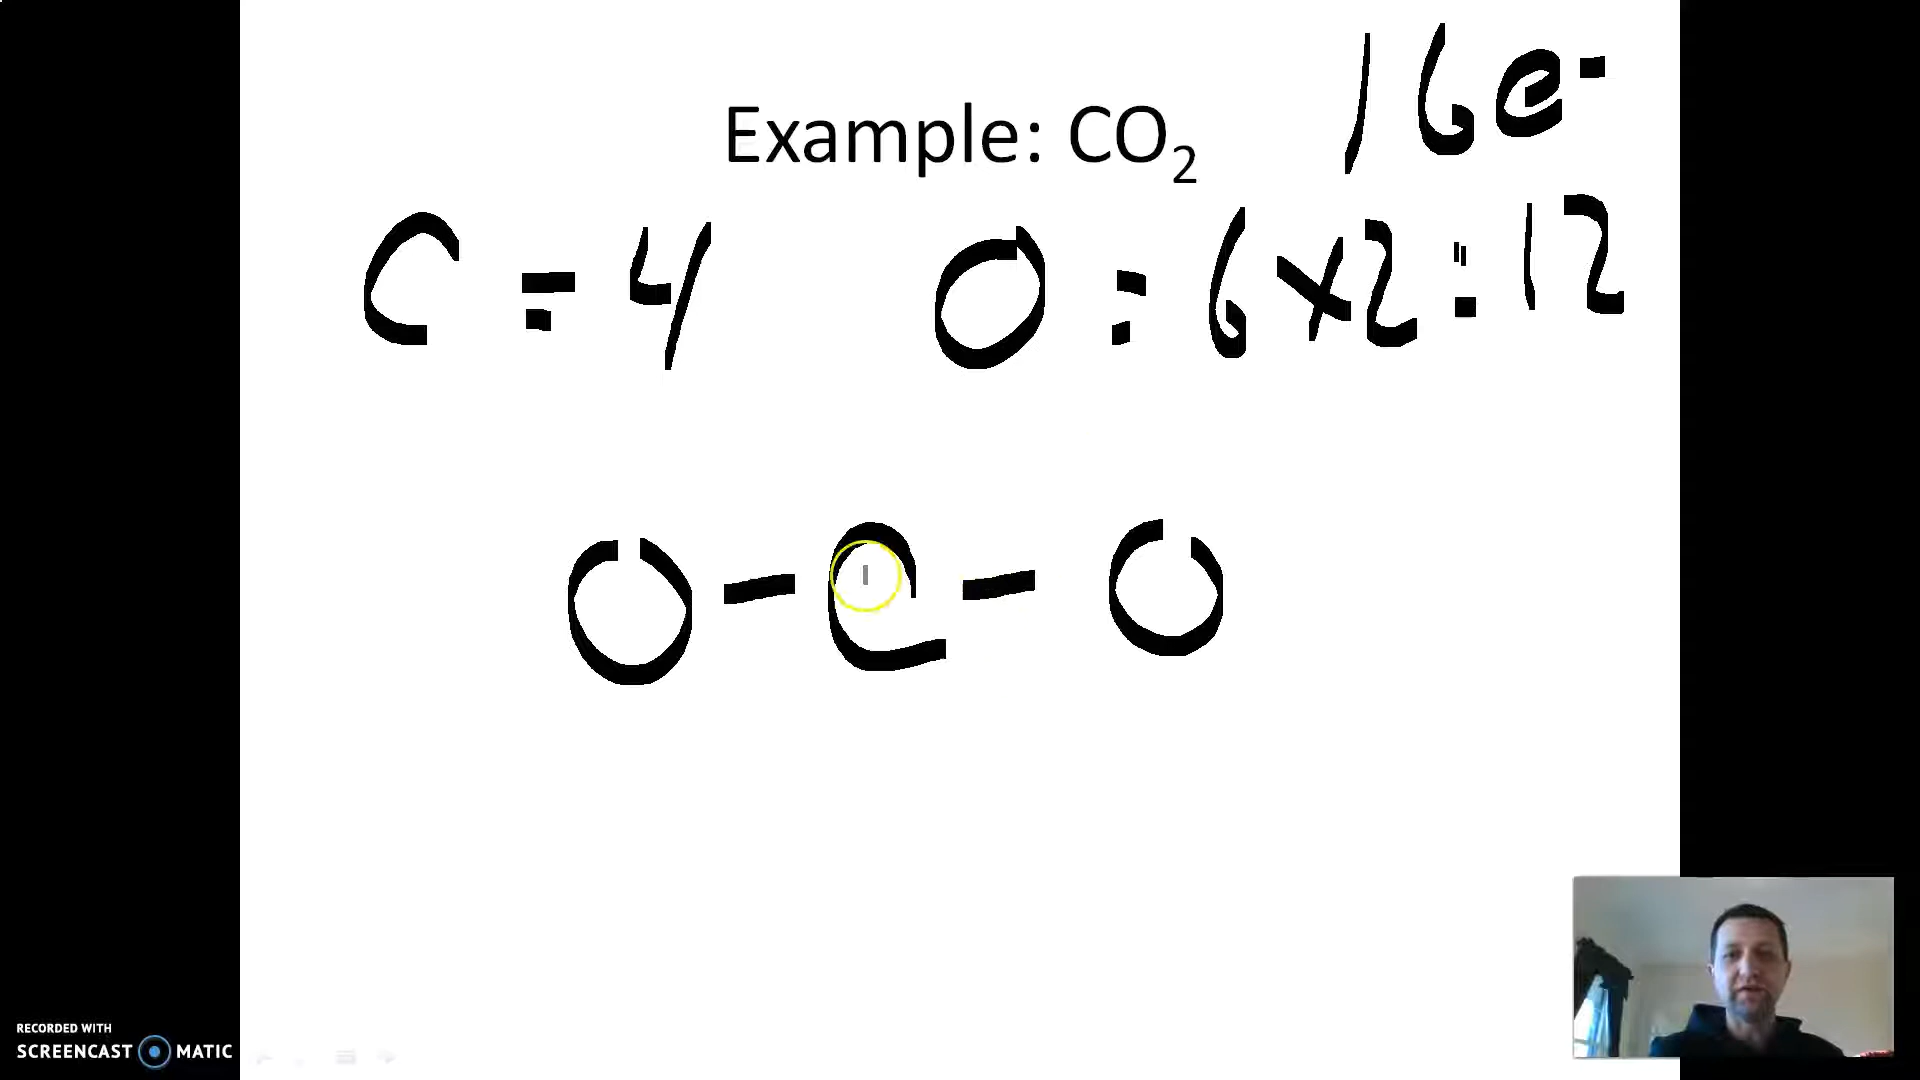 16e-
Example: CO₂
C = 4
O = 6x2 = 12
O - C - O
RECORDED WITH
SCREENCAST MATIC